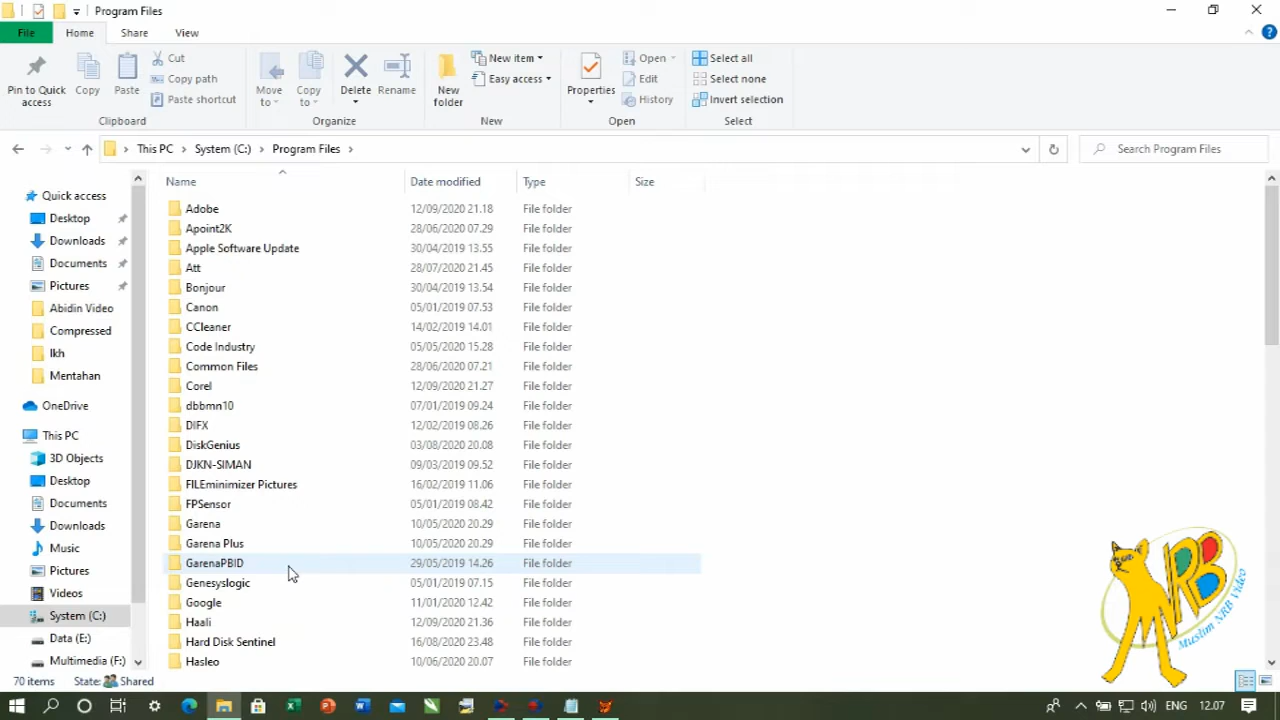 Program Files
File Home Share View
Pin to Quick access
Copy
Paste
Cut
Copy path
Paste shortcut
Clipboard
Move to
Copy to
Delete
Rename
Organize
New folder
New item
Easy access
New
Properties
Open
Edit
History
Open
Select all
Select none
Invert selection
Select
This PC > System (C:) > Program Files >
Search Program Files
Quick access
Desktop
Downloads
Documents
Pictures
Abidin Video
Compressed
lkh
Mentahan
OneDrive
This PC
3D Objects
Desktop
Documents
Downloads
Music
Pictures
Videos
System (C:)
Data (E:)
Multimedia (F:)
Name Date modified Type Size
Adobe 12/09/2020 21.18 File folder
Apoint2K 28/06/2020 07.29 File folder
Apple Software Update 30/04/2019 13.55 File folder
Att 28/07/2020 21.45 File folder
Bonjour 30/04/2019 13.54 File folder
Canon 05/01/2019 07.53 File folder
CCleaner 14/02/2019 14.01 File folder
Code Industry 05/05/2020 15.28 File folder
Common Files 28/06/2020 07.21 File folder
Corel 12/09/2020 21.27 File folder
dbbmn10 07/01/2019 09.24 File folder
DIFX 12/02/2019 08.26 File folder
DiskGenius 03/08/2020 20.08 File folder
DJKN-SIMAN 09/03/2019 09.52 File folder
FILEminimizer Pictures 16/02/2019 11.06 File folder
FPSensor 05/01/2019 08.42 File folder
Garena 10/05/2020 20.29 File folder
Garena Plus 10/05/2020 20.29 File folder
GarenaPBID 29/05/2019 14.26 File folder
Genesyslogic 05/01/2019 07.15 File folder
Google 11/01/2020 12.42 File folder
Haali 12/09/2020 21.36 File folder
Hard Disk Sentinel 16/08/2020 23.48 File folder
Hasleo 10/06/2020 20.07 File folder
NRB
Muslim NRB Video
70 items State: Shared
ENG 12.07